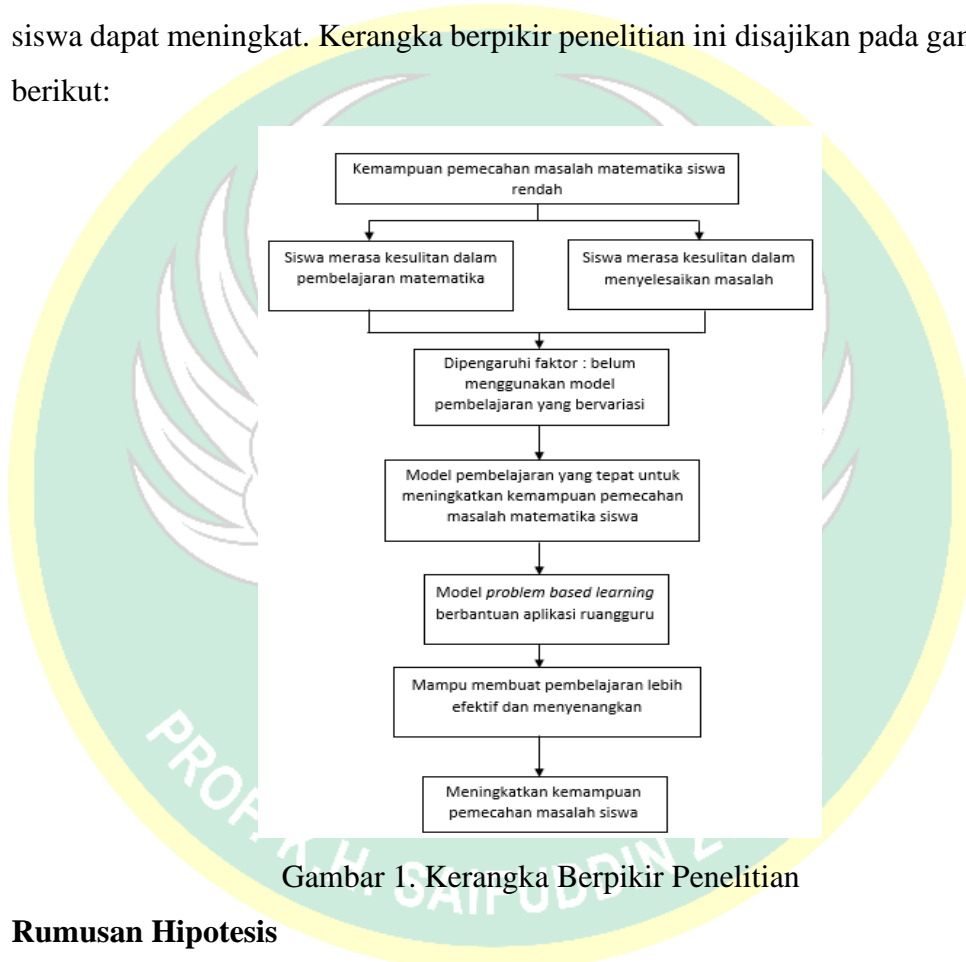 siswa dapat meningkat. Kerangka berpikir penelitian ini disajikan pada
berikut:
Kemampuan pemecahan masalah matematika siswa
rendah
Siswa merasa kesulitan dalam
pembelajaran matematika
Siswa merasa kesulitan dalam
menyelesaikan masalah
Dipengaruhi faktor : belum
menggunakan model
pembelajaran yang bervariasi
Model pembelajaran yang tepat untuk
meningkatkan kemampuan pemecahan
masalah matematika siswa
Model problem based learning
berbantuan aplikasi ruangguru
Mampu membuat pembelajaran lebih
efektif dan menyenangkan
Meningkatkan kemampuan
pemecahan masalah siswa
K.H. SAIFUDDIN
Gambar 1. Kerangka Berpikir Penelitian
Rumusan Hipotesis